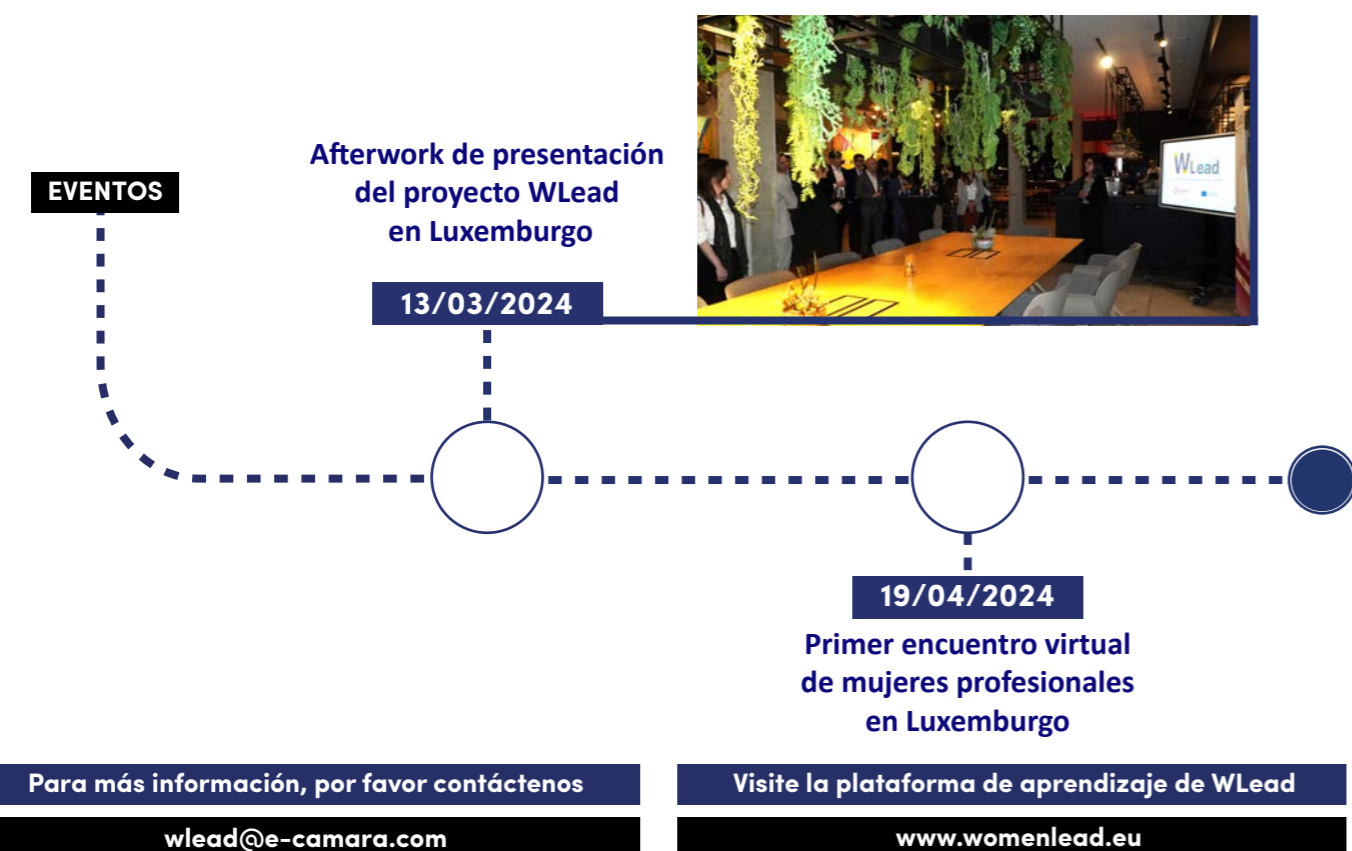 EVENTOS
Afterwork de presentación
del proyecto WLead
en Luxemburgo
13/03/2024
WLead
19/04/2024
Primer encuentro virtual
de mujeres profesionales
en Luxemburgo
Para más información, por favor contáctenos
wlead@e-camara.com
Visite la plataforma de aprendizaje de WLead
www.womenlead.eu